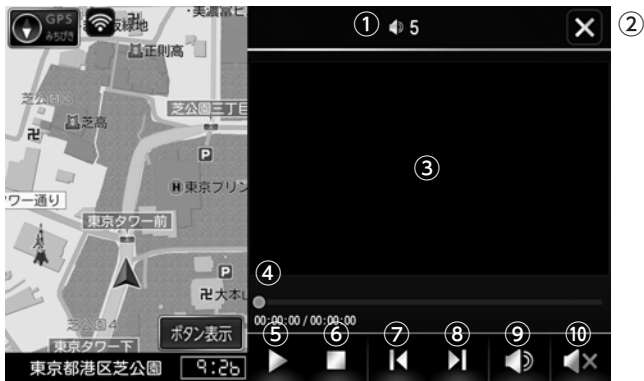 GPS
みちびき
正則高
芝公園3
芝公園三丁目
芝高
P
H東京プリン
ワー通り
東京タワー前
P
卍大本山
芝公園4
東京タワー下
ボタン表示
東京都港区芝公園
9:26
① 5
②
③
④
00:00:00 / 00:00:00
⑤ ⑥ ⑦ ⑧ ⑨ ⑩